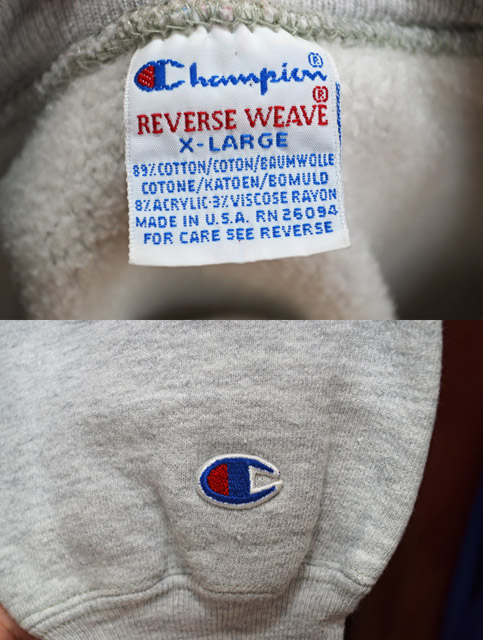 Champion®
REVERSE WEAVE®
X-LARGE
89% COTTON/COTON/BAUMWOLLE
COTONE/KATOEN/BOMULD
8% ACRYLIC-3% VISCOSE RAYON
MADE IN U.S.A. RN 26094
FOR CARE SEE REVERSE